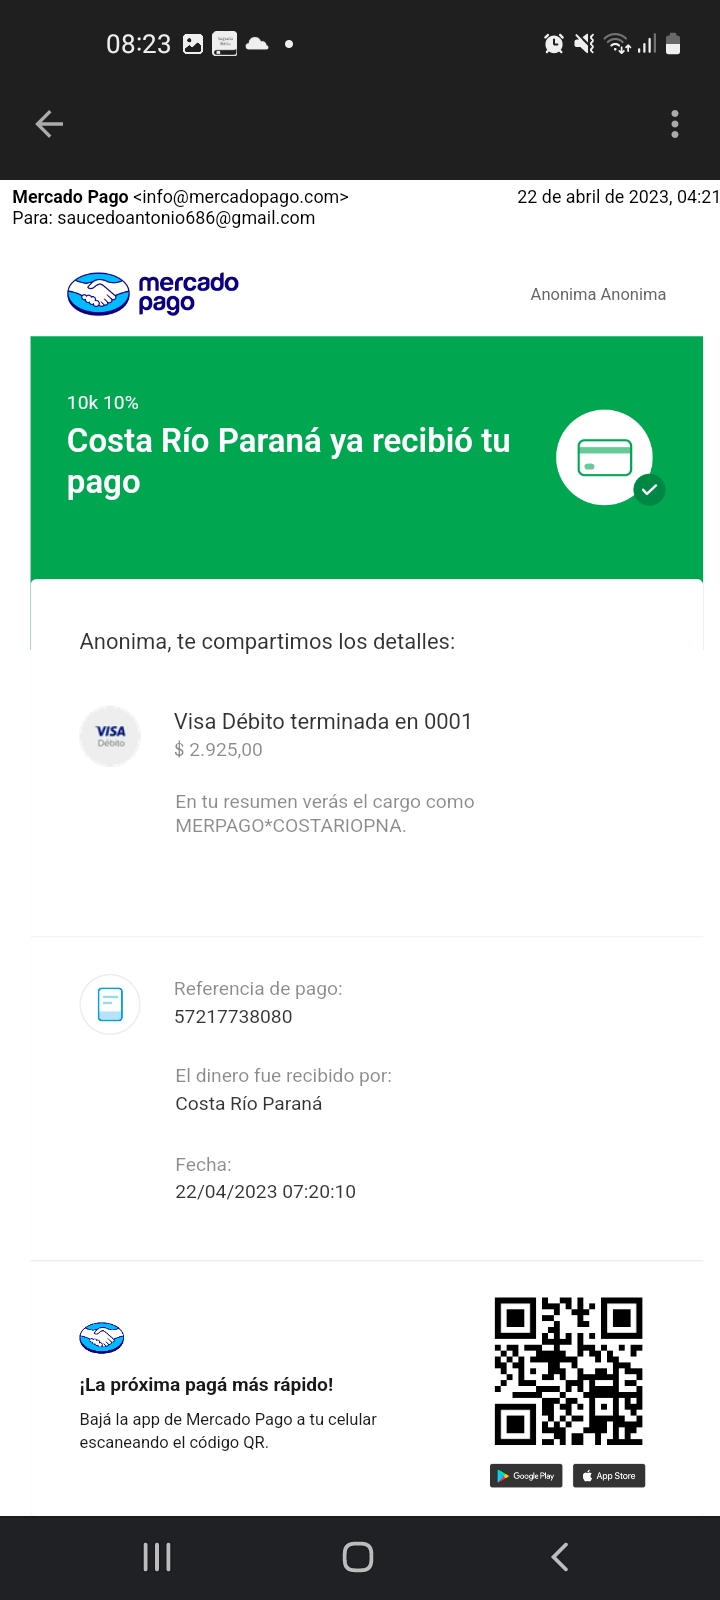 08:23
Mercado Pago <info@mercadopago.com>
22 de abril de 2023, 04:21
Para: saucedoantonio686@gmail.com
mercado
pago
Anonima Anonima
10k 10%
Costa Río Paraná ya recibió tu
pago
Anonima, te compartimos los detalles:
VISA
Débito
Visa Débito terminada en 0001
$ 2.925,00
En tu resumen verás el cargo como
MERPAGO*COSTARIOPNA.
Referencia de pago:
57217738080
El dinero fue recibido por:
Costa Río Paraná
Fecha:
22/04/2023 07:20:10
¡La próxima pagá más rápido!
Bajá la app de Mercado Pago a tu celular
escaneando el código QR.
Google Play
App Store